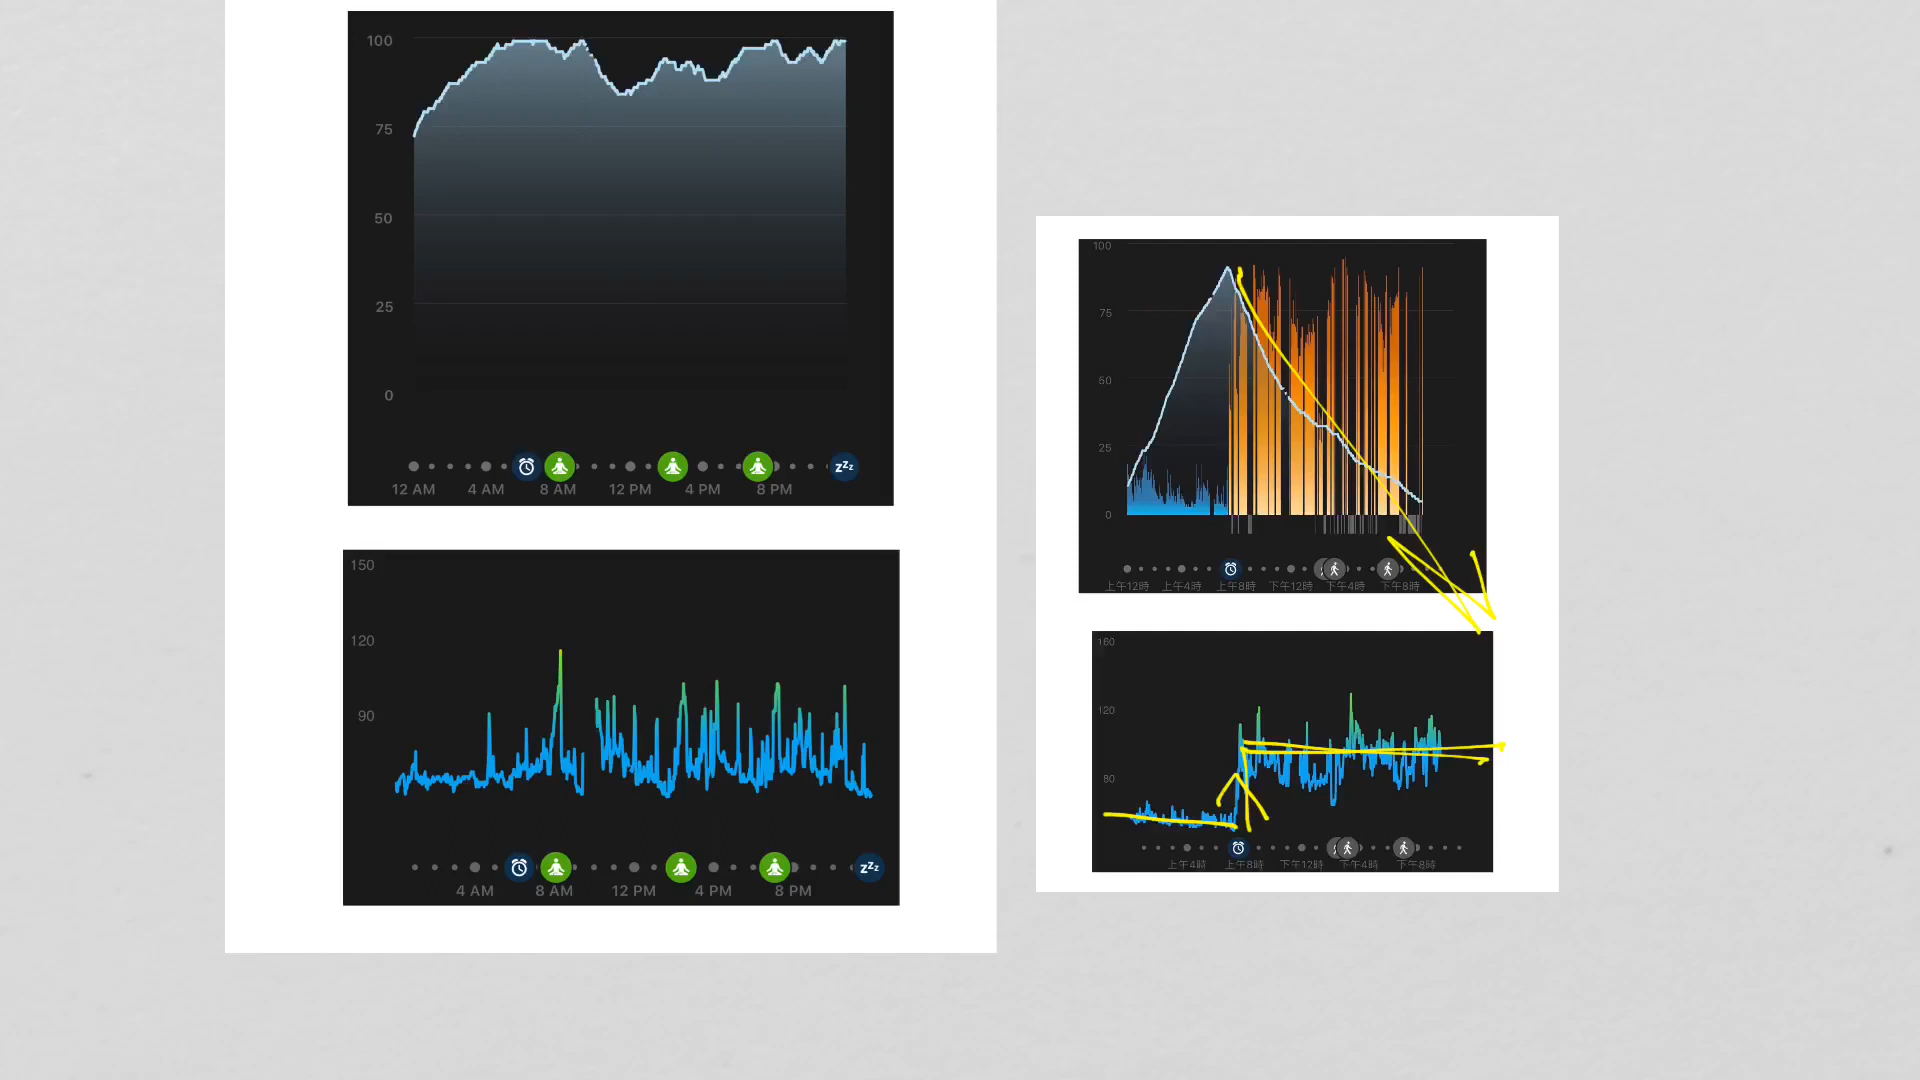 100
75
50
25
0
zZz
12 AM 4 AM 8 AM 12 PM 4 PM 8 PM
150
120
90
zZz
4 AM 8 AM 12 PM 4 PM 8 PM
100
75
50
25
0
上午12時 上午4時 上午8時 下午12時 下午4時 下午8時
160
120
80
上午4時 上午8時 下午12時 下午4時 下午8時